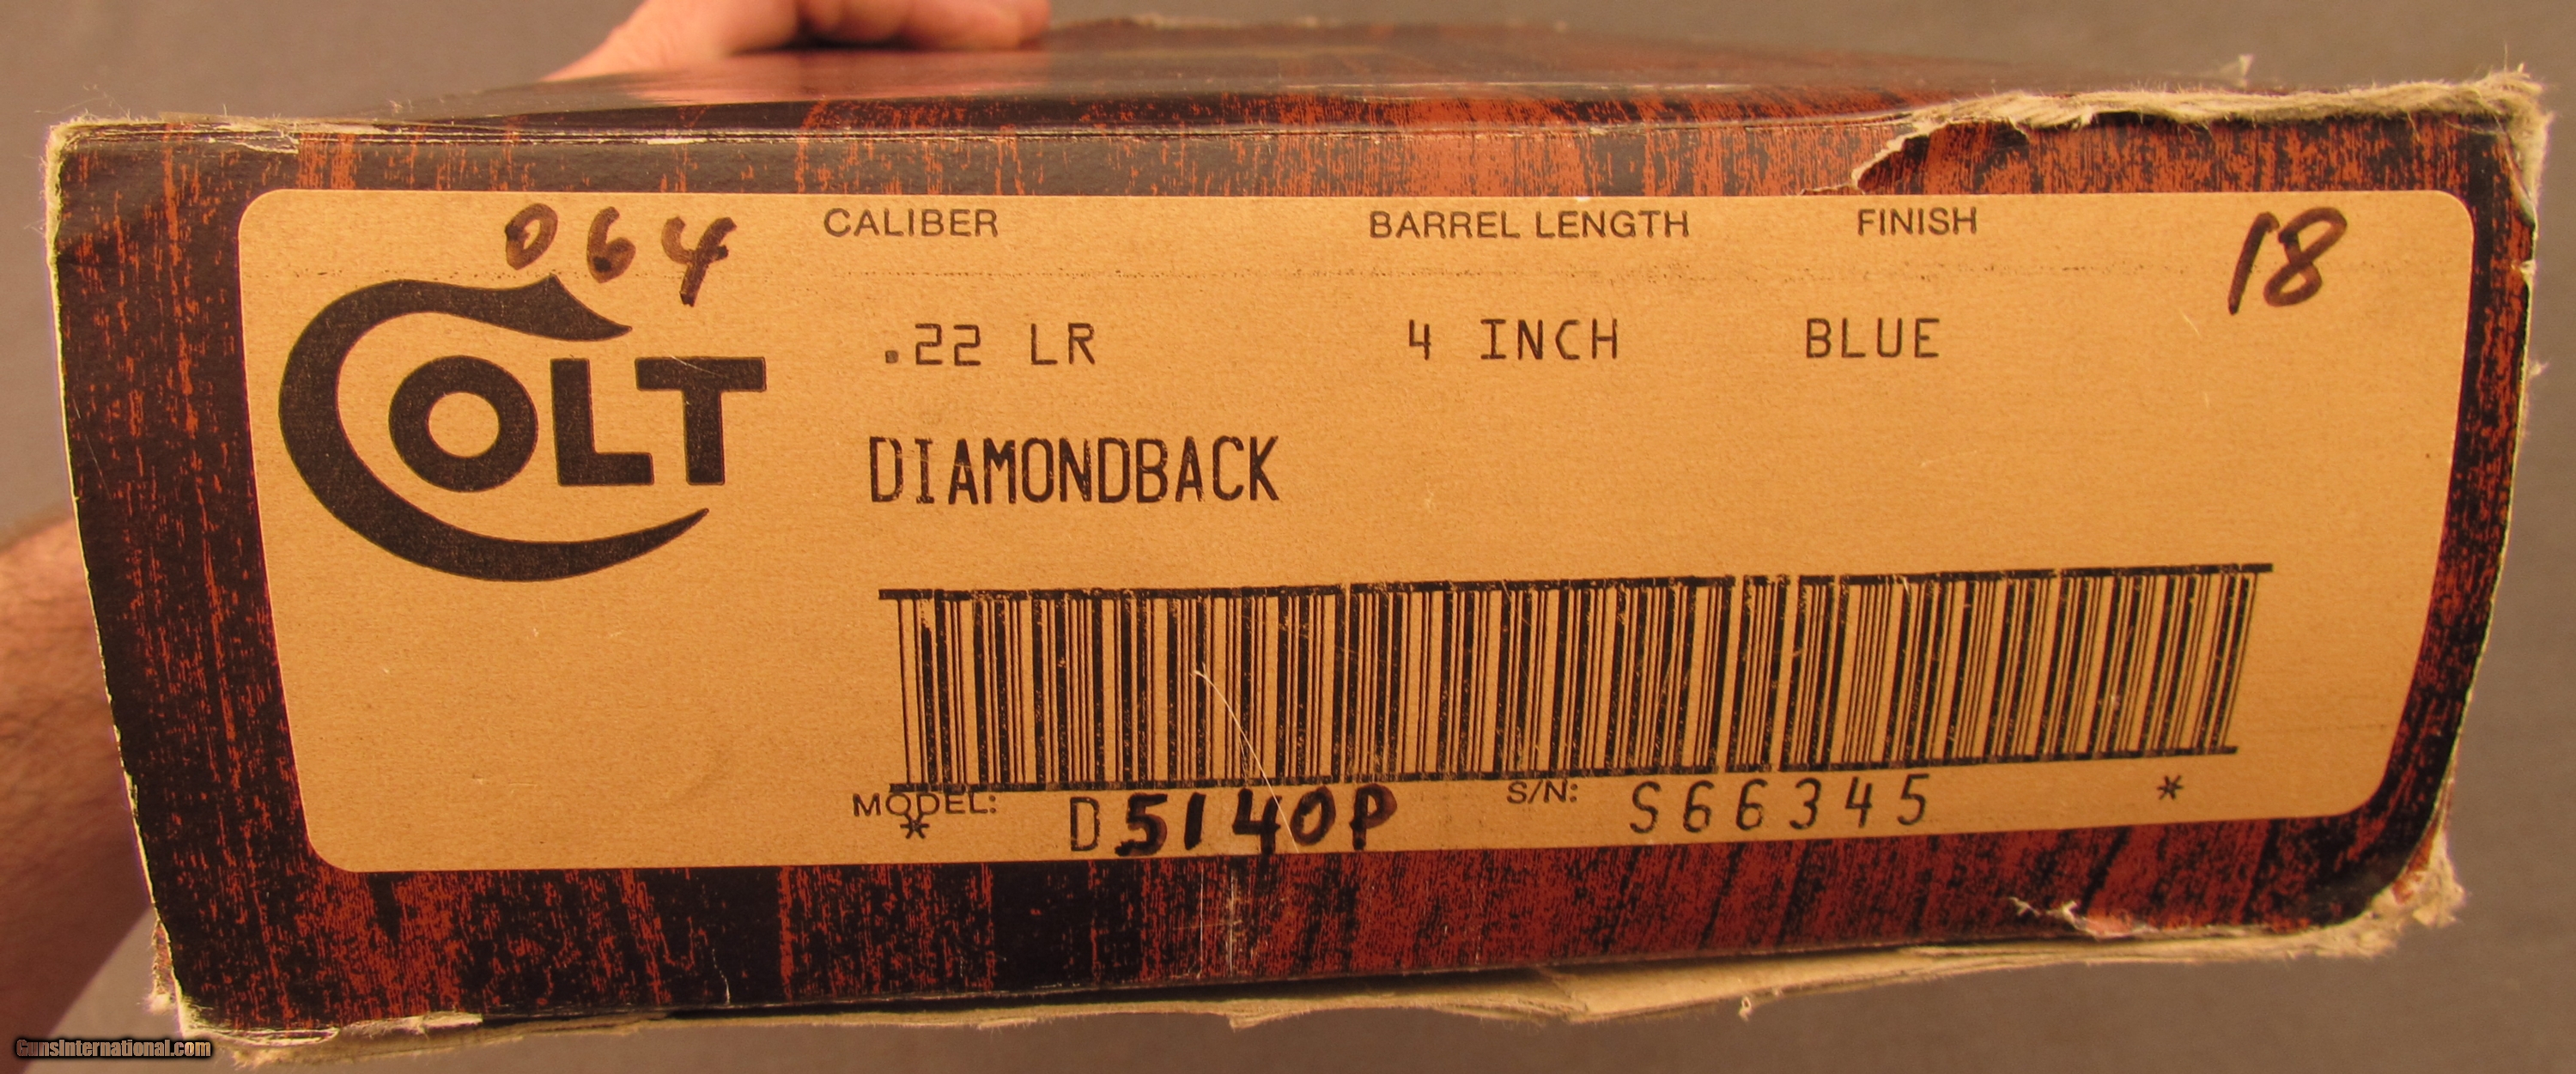 064 CALIBER BARREL LENGTH FINISH 18
COLT
.22 LR 4 INCH BLUE
DIAMONDBACK
MODEL: D5140P S/N: S66345
* *
GunsInternational.com